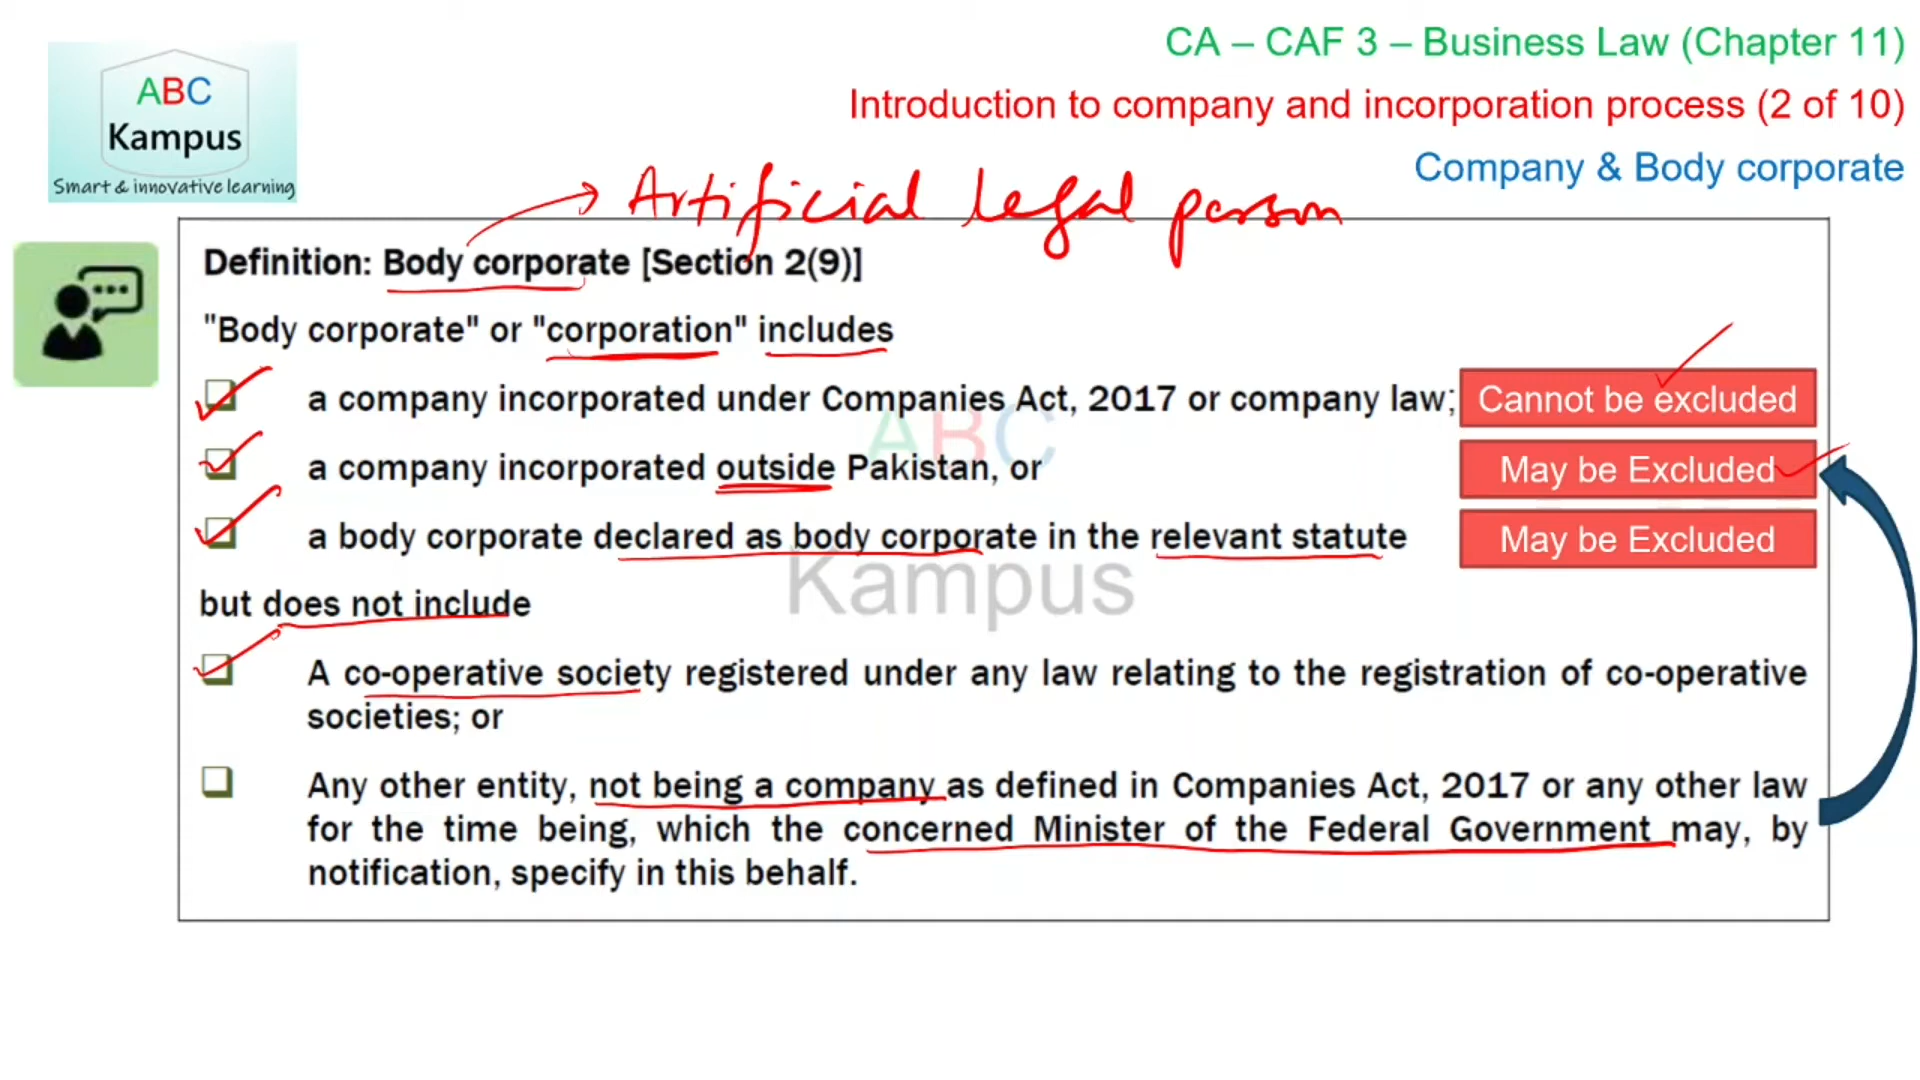 CA – CAF 3 – Business Law (Chapter 11)
ABC
Kampus
Smart & innovative learning
Introduction to company and incorporation process (2 of 10)
Company & Body corporate
Artificial legal person
Definition: Body corporate [Section 2(9)]
"Body corporate" or "corporation" includes
a company incorporated under Companies Act, 2017 or company law; Cannot be excluded
a company incorporated outside Pakistan, or May be Excluded
a body corporate declared as body corporate in the relevant statute May be Excluded
ABC
Kampus
but does not include
A co-operative society registered under any law relating to the registration of co-operative
societies; or
Any other entity, not being a company as defined in Companies Act, 2017 or any other law
for the time being, which the concerned Minister of the Federal Government may, by
notification, specify in this behalf.